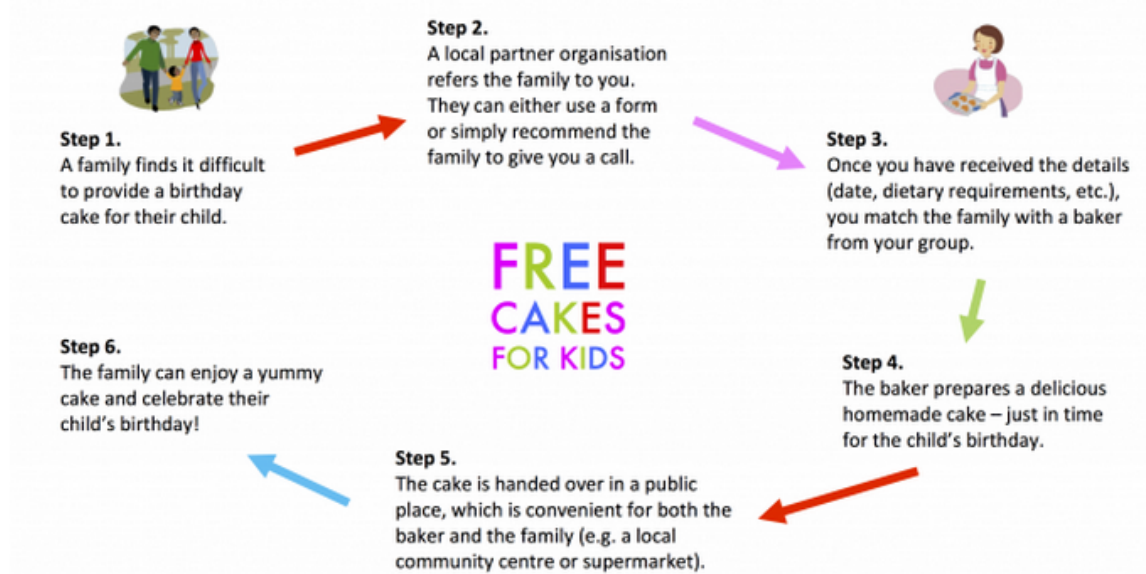 Step 1.
A family finds it difficult
to provide a birthday
cake for their child.
Step 2.
A local partner organisation
refers the family to you.
They can either use a form
or simply recommend the
family to give you a call.
Step 3.
Once you have received the details
(date, dietary requirements, etc.),
you match the family with a baker
from your group.
FREE
CAKES
FOR KIDS
Step 4.
The baker prepares a delicious
homemade cake – just in time
for the child's birthday.
Step 5.
The cake is handed over in a public
place, which is convenient for both the
baker and the family (e.g. a local
community centre or supermarket).
Step 6.
The family can enjoy a yummy
cake and celebrate their
child's birthday!